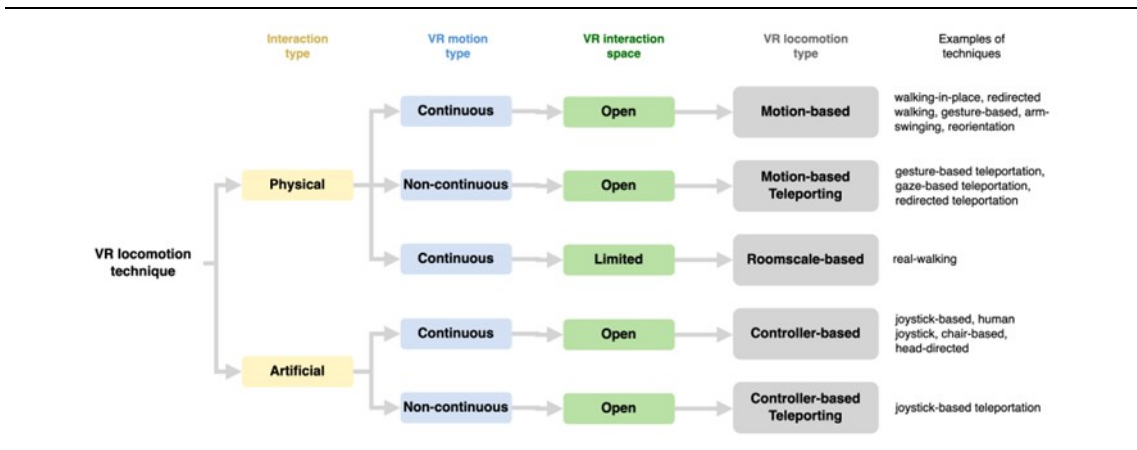 Interaction
type
VR motion
type
VR interaction
space
VR locomotion
type
Examples of
techniques
Continuous
Open
Motion-based
walking-in-place, redirected
walking, gesture-based, arm-
swinging, reorientation
Physical
Non-continuous
Open
Motion-based
Teleporting
gesture-based teleportation,
gaze-based teleportation,
redirected teleportation
VR locomotion
technique
Continuous
Limited
Roomscale-based
real-walking
Continuous
Open
Controller-based
joystick-based, human
joystick, chair-based,
head-directed
Artificial
Non-continuous
Open
Controller-based
Teleporting
joystick-based teleportation